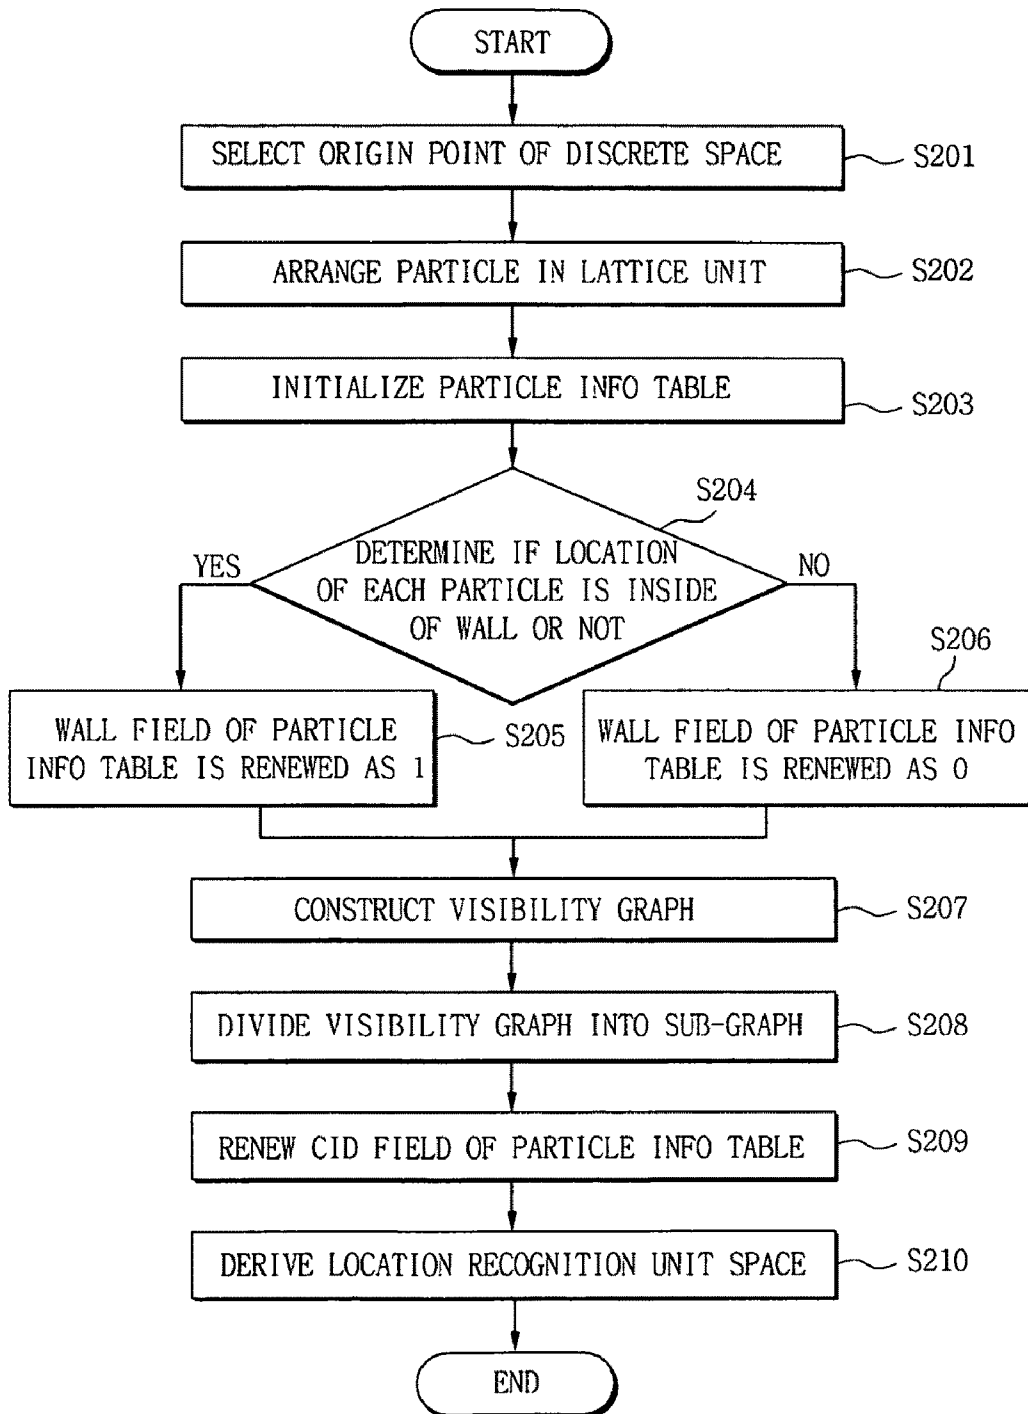 START
SELECT ORIGIN POINT OF DISCRETE SPACE
S201
ARRANGE PARTICLE IN LATTICE UNIT
S202
INITIALIZE PARTICLE INFO TABLE
S203
S204
DETERMINE IF LOCATION
OF EACH PARTICLE IS INSIDE
OF WALL OR NOT
YES
NO
S206
WALL FIELD OF PARTICLE
INFO TABLE IS RENEWED AS 1
S205
WALL FIELD OF PARTICLE INFO
TABLE IS RENEWED AS 0
CONSTRUCT VISIBILITY GRAPH
S207
DIVIDE VISIBILITY GRAPH INTO SUB-GRAPH
S208
RENEW CID FIELD OF PARTICLE INFO TABLE
S209
DERIVE LOCATION RECOGNITION UNIT SPACE
S210
END